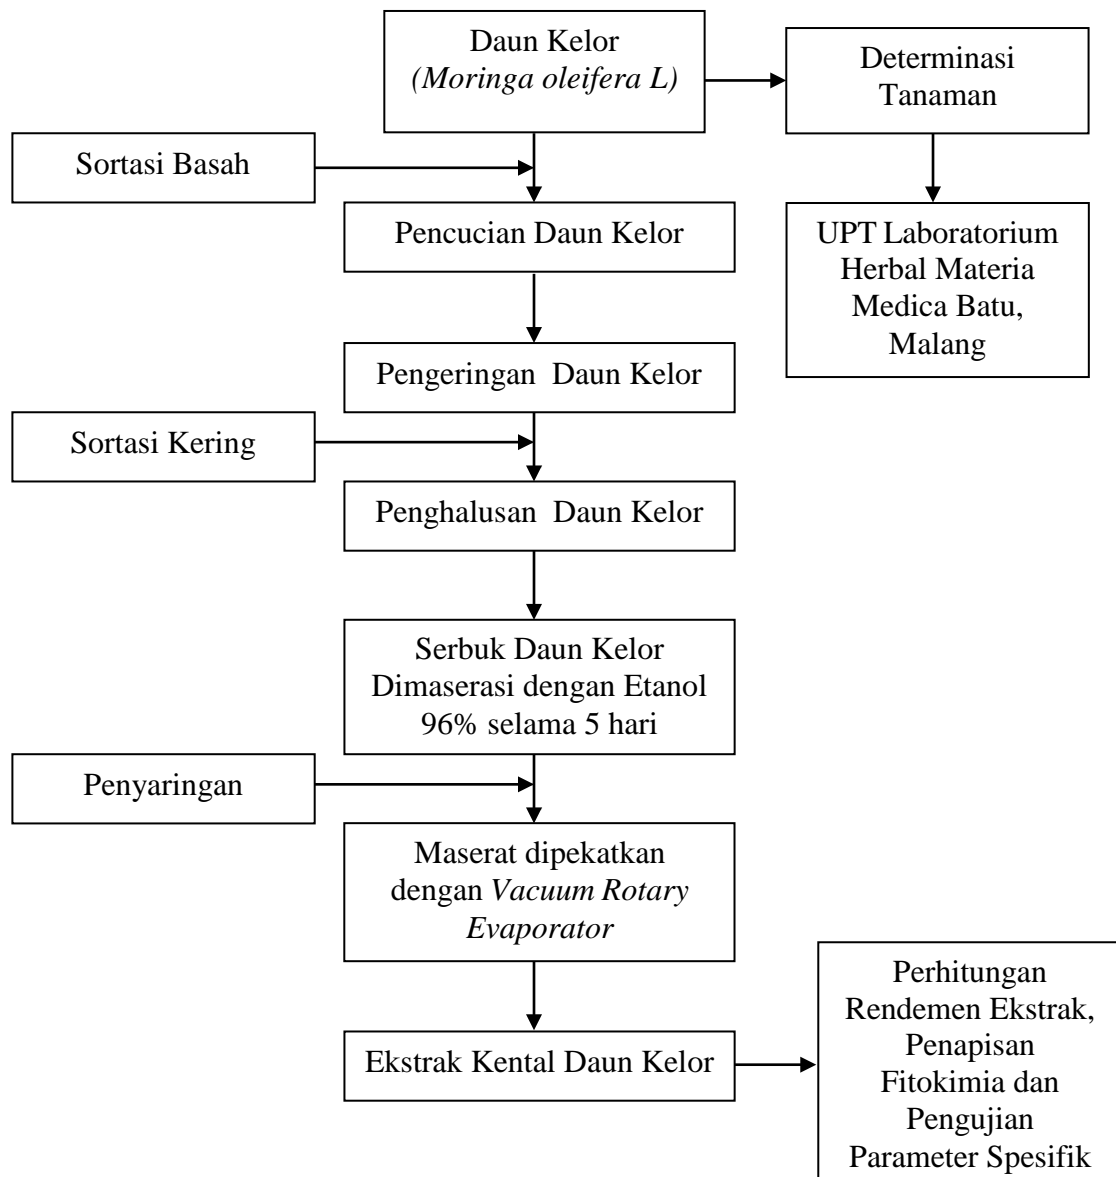 Daun Kelor
(Moringa oleifera L)
Determinasi
Tanaman
Sortasi Basah
Pencucian Daun Kelor
UPT Laboratorium
Herbal Materia
Medica Batu,
Malang
Pengeringan  Daun Kelor
Sortasi Kering
Penghalusan  Daun Kelor
Serbuk Daun Kelor
Dimaserasi dengan Etanol
96% selama 5 hari
Penyaringan
Maserat dipekatkan
dengan Vacuum Rotary
Evaporator
Ekstrak Kental Daun Kelor
Perhitungan
Rendemen Ekstrak,
Penapisan
Fitokimia dan
Pengujian
Parameter Spesifik